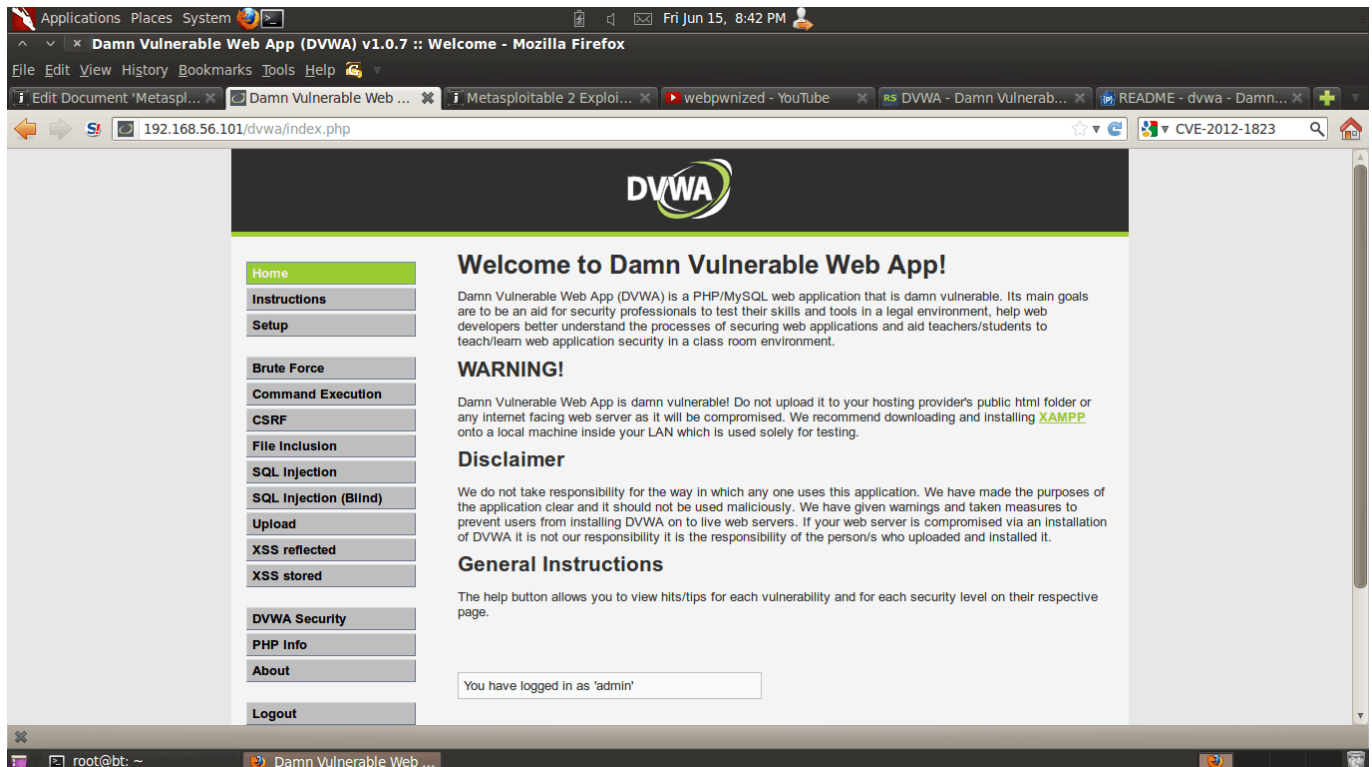 Applications Places System
Fri Jun 15, 8:42 PM
Damn Vulnerable Web App (DVWA) v1.0.7 :: Welcome - Mozilla Firefox
File Edit View History Bookmarks Tools Help
Edit Document 'Metaspl...
Damn Vulnerable Web ...
Metasploitable 2 Exploi...
webpwnized - YouTube
RS DVWA - Damn Vulnerab...
README - dvwa - Damn...
192.168.56.101/dvwa/index.php
CVE-2012-1823
DVWA
Home
Instructions
Setup
Brute Force
Command Execution
CSRF
File Inclusion
SQL Injection
SQL Injection (Blind)
Upload
XSS reflected
XSS stored
DVWA Security
PHP Info
About
Logout
Welcome to Damn Vulnerable Web App!
Damn Vulnerable Web App (DVWA) is a PHP/MySQL web application that is damn vulnerable. Its main goals
are to be an aid for security professionals to test their skills and tools in a legal environment, help web
developers better understand the processes of securing web applications and aid teachers/students to
teach/learn web application security in a class room environment.
WARNING!
Damn Vulnerable Web App is damn vulnerable! Do not upload it to your hosting provider's public html folder or
any internet facing web server as it will be compromised. We recommend downloading and installing XAMPP
onto a local machine inside your LAN which is used solely for testing.
Disclaimer
We do not take responsibility for the way in which any one uses this application. We have made the purposes of
the application clear and it should not be used maliciously. We have given warnings and taken measures to
prevent users from installing DVWA on to live web servers. If your web server is compromised via an installation
of DVWA it is not our responsibility it is the responsibility of the person/s who uploaded and installed it.
General Instructions
The help button allows you to view hits/tips for each vulnerability and for each security level on their respective
page.
You have logged in as 'admin'
root@bt: ~
Damn Vulnerable Web ...